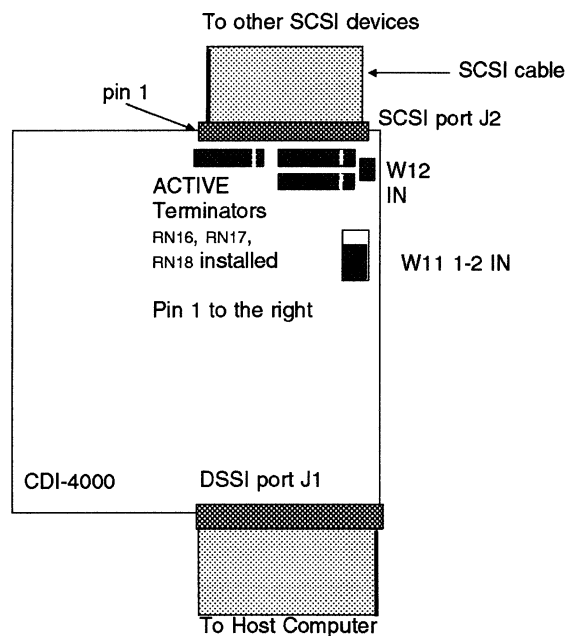 To other SCSI devices
SCSI cable
pin 1
SCSI port J2
W12
IN
ACTIVE
Terminators
RN16, RN17,
RN18 installed
W11 1-2 IN
Pin 1 to the right
CDI-4000
DSSI port J1
To Host Computer